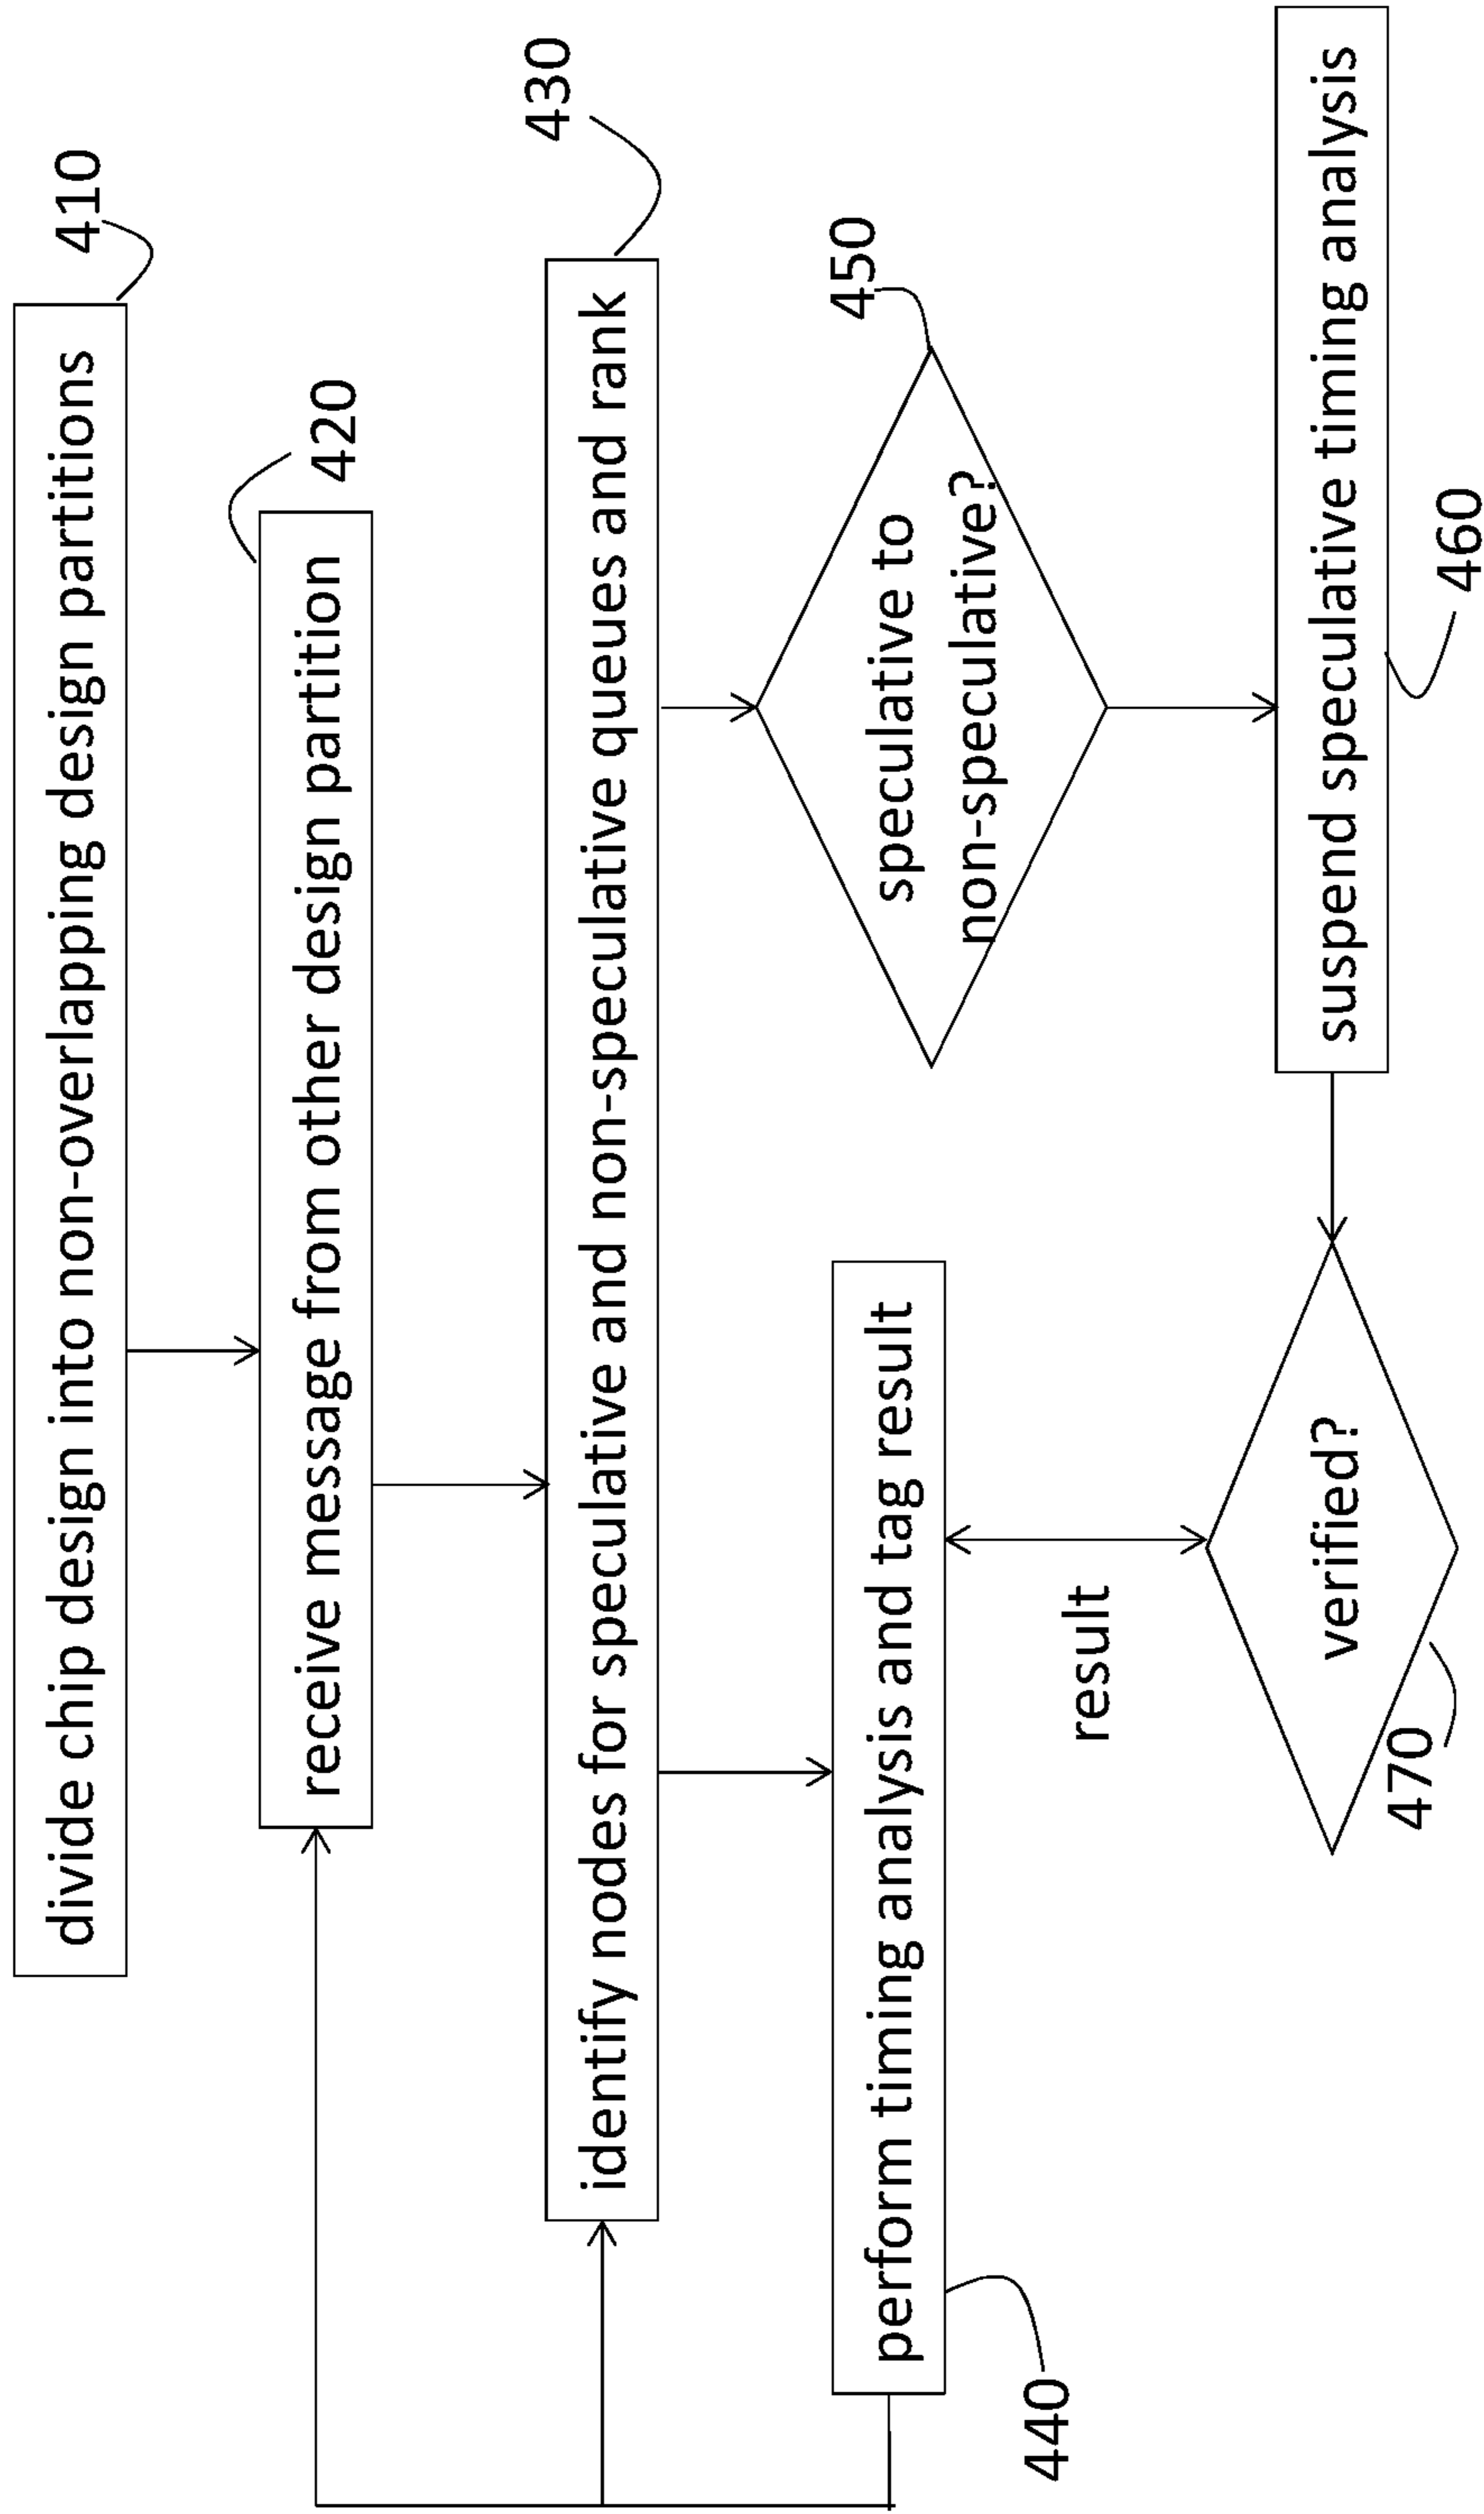 divide chip design into non-overlapping design partitions
410
receive message from other design partition
420
identify nodes for speculative and non-speculative queues and rank
430
perform timing analysis and tag result
440
speculative to
non-speculative?
450
result
verified?
470
suspend speculative timing analysis
460